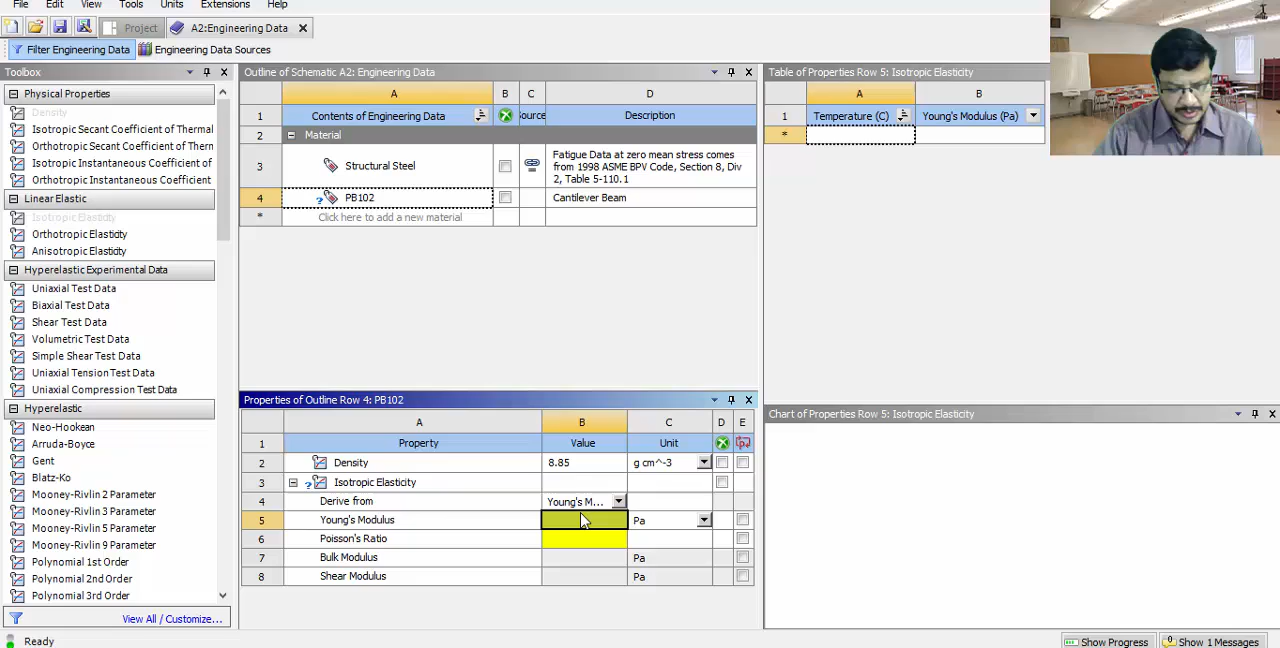 File Edit View Tools Units Extensions Help
Project A2:Engineering Data
Filter Engineering Data Engineering Data Sources
Toolbox
Physical Properties
Density
Isotropic Secant Coefficient of Thermal
Orthotropic Secant Coefficient of Therm
Isotropic Instantaneous Coefficient of
Orthotropic Instantaneous Coefficient
Linear Elastic
Isotropic Elasticity
Orthotropic Elasticity
Anisotropic Elasticity
Hyperelastic Experimental Data
Uniaxial Test Data
Biaxial Test Data
Shear Test Data
Volumetric Test Data
Simple Shear Test Data
Uniaxial Tension Test Data
Uniaxial Compression Test Data
Hyperelastic
Neo-Hookean
Arruda-Boyce
Gent
Blatz-Ko
Mooney-Rivlin 2 Parameter
Mooney-Rivlin 3 Parameter
Mooney-Rivlin 5 Parameter
Mooney-Rivlin 9 Parameter
Polynomial 1st Order
Polynomial 2nd Order
Polynomial 3rd Order
View All / Customize...
Ready
Outline of Schematic A2: Engineering Data
A B C D
1 Contents of Engineering Data Source Description
2 Material
3 Structural Steel Fatigue Data at zero mean stress comes
from 1998 ASME BPV Code, Section 8, Div
2, Table 5-110.1
4 ? PB102 Cantilever Beam
* Click here to add a new material
Properties of Outline Row 4: PB102
A B C D E
1 Property Value Unit
2 Density 8.85 g cm^-3
3 ? Isotropic Elasticity
4 Derive from Young's M...
5 Young's Modulus Pa
6 Poisson's Ratio
7 Bulk Modulus Pa
8 Shear Modulus Pa
Table of Properties Row 5: Isotropic Elasticity
A B
1 Temperature (C) Young's Modulus (Pa)
*
Chart of Properties Row 5: Isotropic Elasticity
Show Progress Show 1 Messages